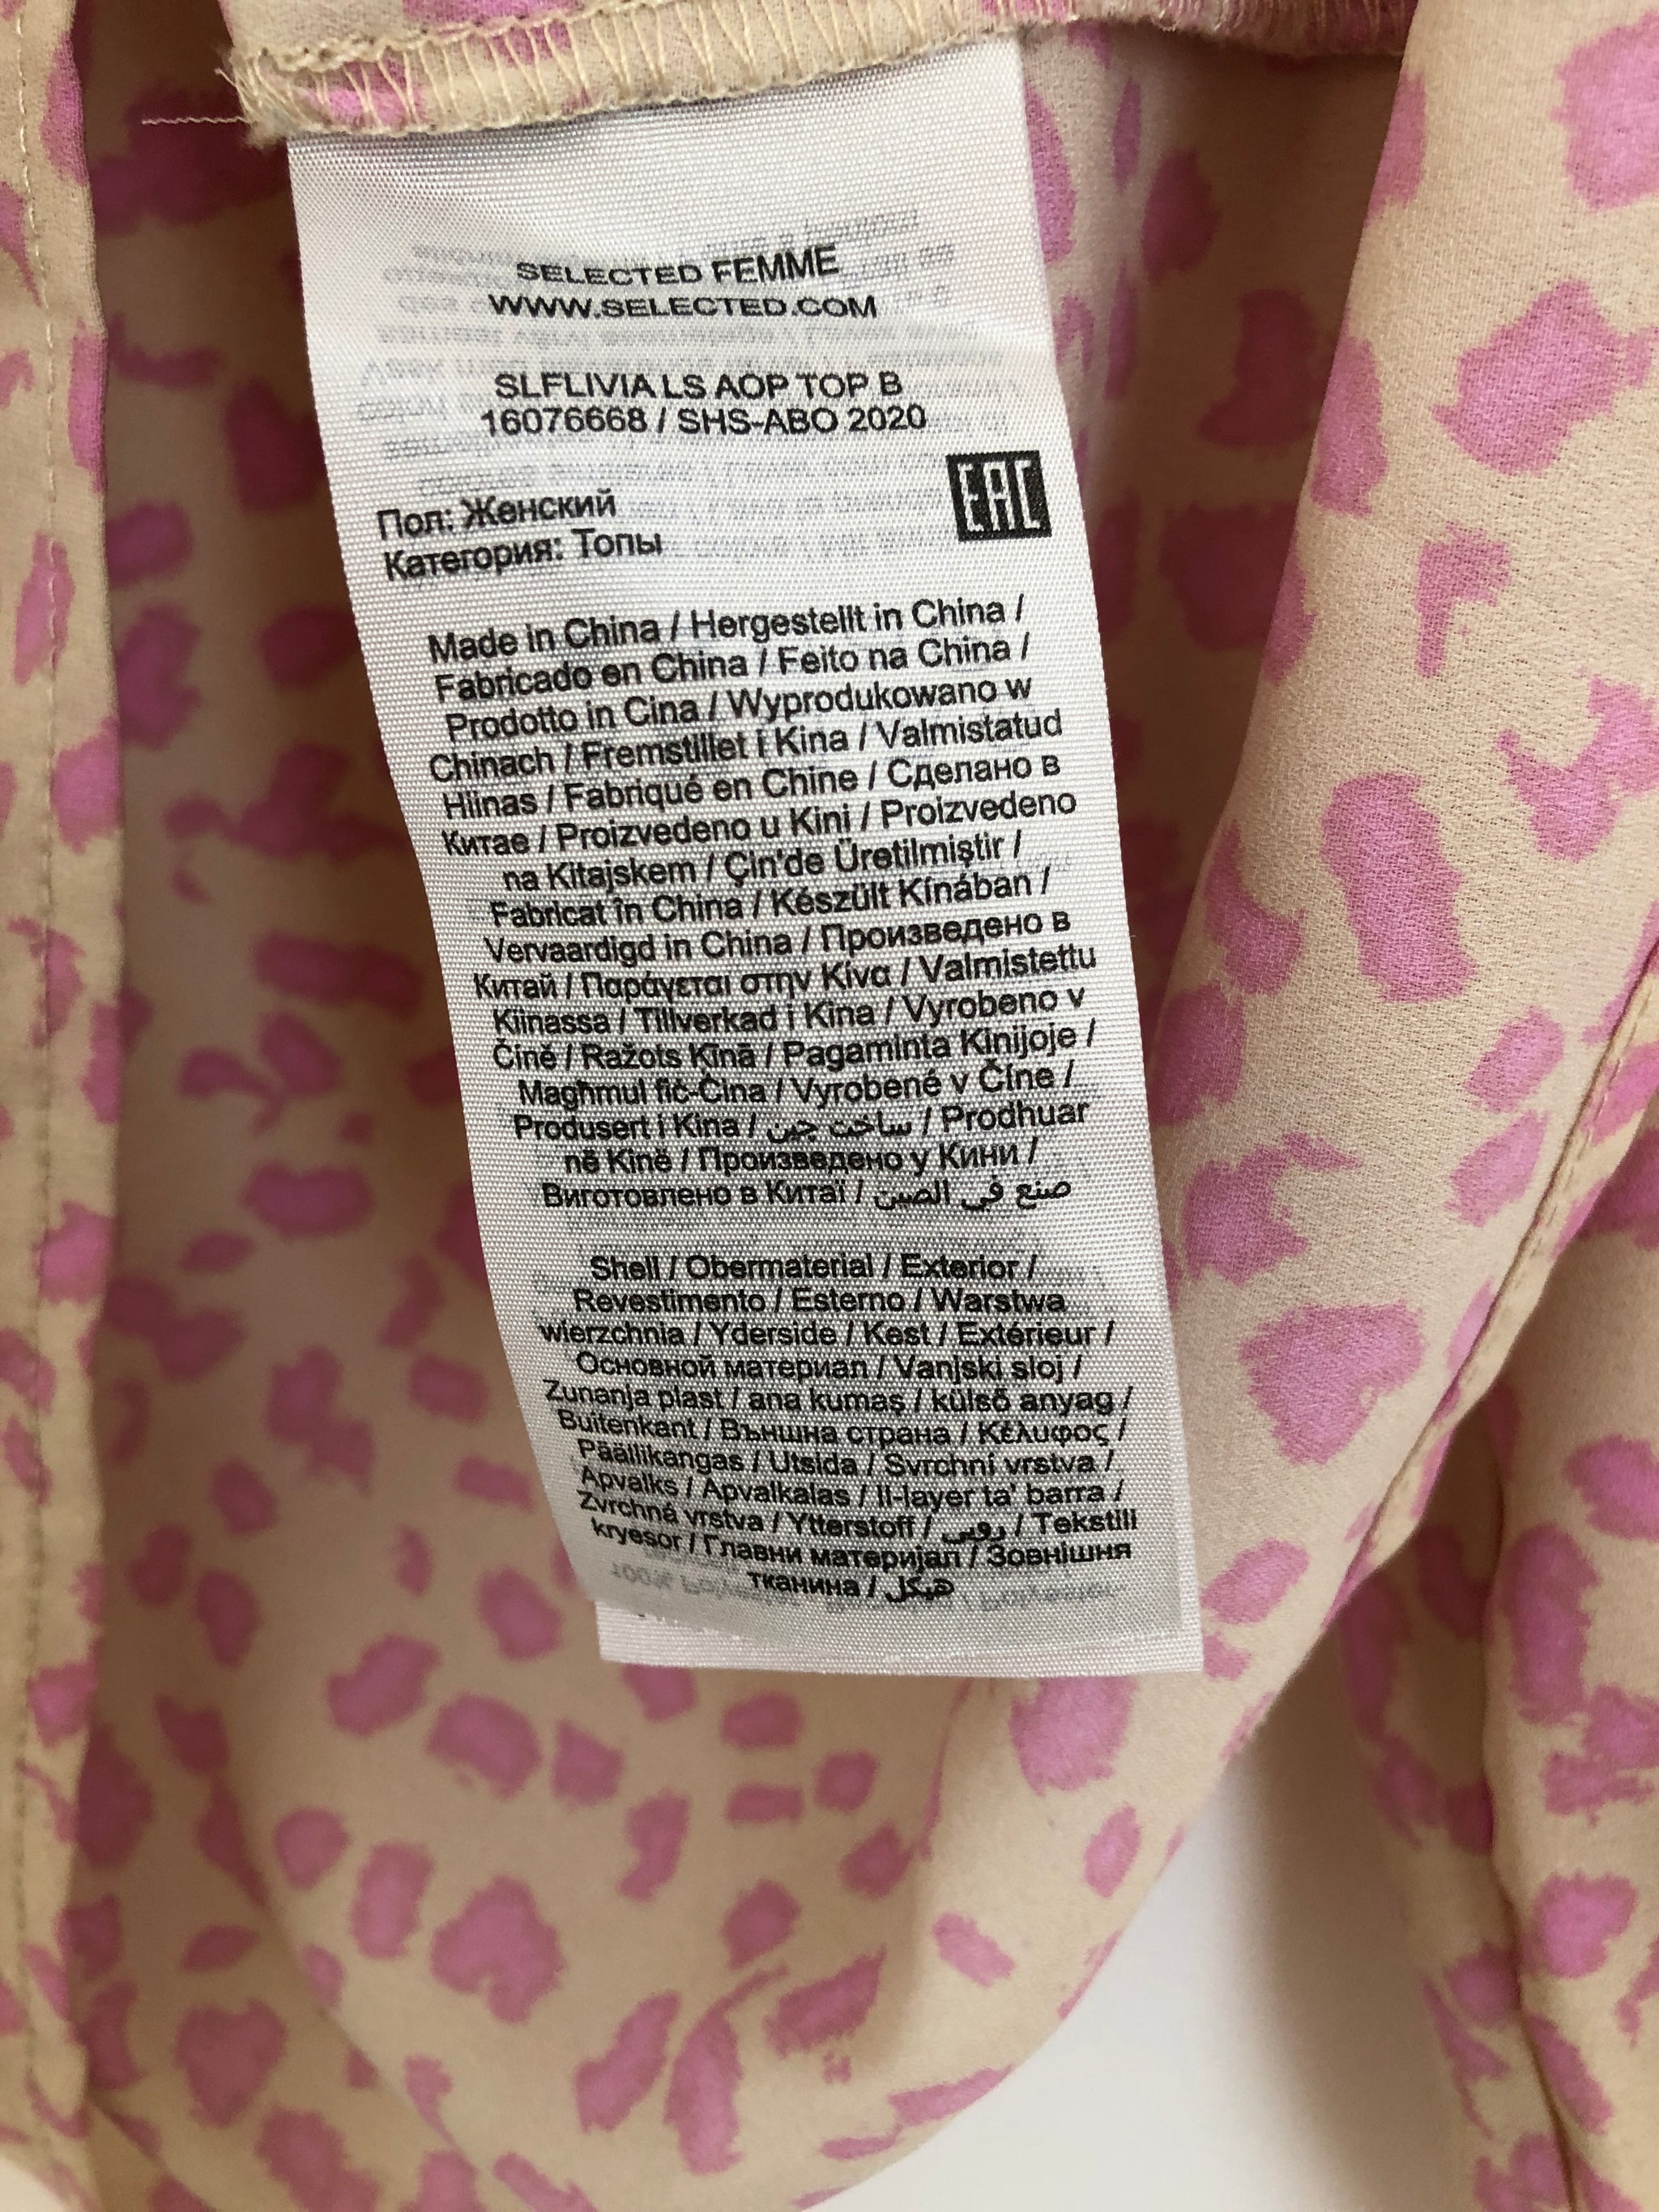 SELECTED FEMME
WWW.SELECTED.COM
SLFLIVIA LS AOP TOP B
16076668 / SHS-ABO 2020
EAC
Пол: Женский
Категория: Топы
Made in China / Hergestellt in China /
Fabricado en China / Feito na China /
Prodotto in Cina / Wyprodukowano w
Chinach / Fremstillet i Kina / Valmistatud
Hiinas / Fabriqué en Chine / Сделано в
Китае / Proizvedeno u Kini / Proizvedeno
na Kitajskem / Çin'de Üretilmiştir /
Fabricat în China / Készült Kínában /
Vervaardigd in China / Произведено в
Китай / Παράγεται στην Κίνα / Valmistettu
Kiinassa / Tillverkad i Kina / Vyrobeno v
Číně / Ražots Ķīnā / Pagaminta Kinijoje /
Magħmul fiċ-Ċina / Vyrobené v Číne /
Produsert i Kina / ساخت چین / Prodhuar
në Kinë / Произведено у Кини /
Виготовлено в Китаї / صنع في الصين
Shell / Obermaterial / Exterior /
Revestimento / Esterno / Warstwa
wierzchnia / Yderside / Kest / Extérieur /
Основной материал / Vanjski sloj /
Zunanja plast / ana kumaş / külső anyag /
Buitenkant / Външна страна / Κέλυφος /
Päällikangas / Utsida / Svrchní vrstva /
Apvalks / Apvalkalas / Il-layer ta' barra /
Zvrchná vrstva / Ytterstoff / رویی / Tekstili
kryesor / Главни материјал / Зовнішня
тканина / هيكل